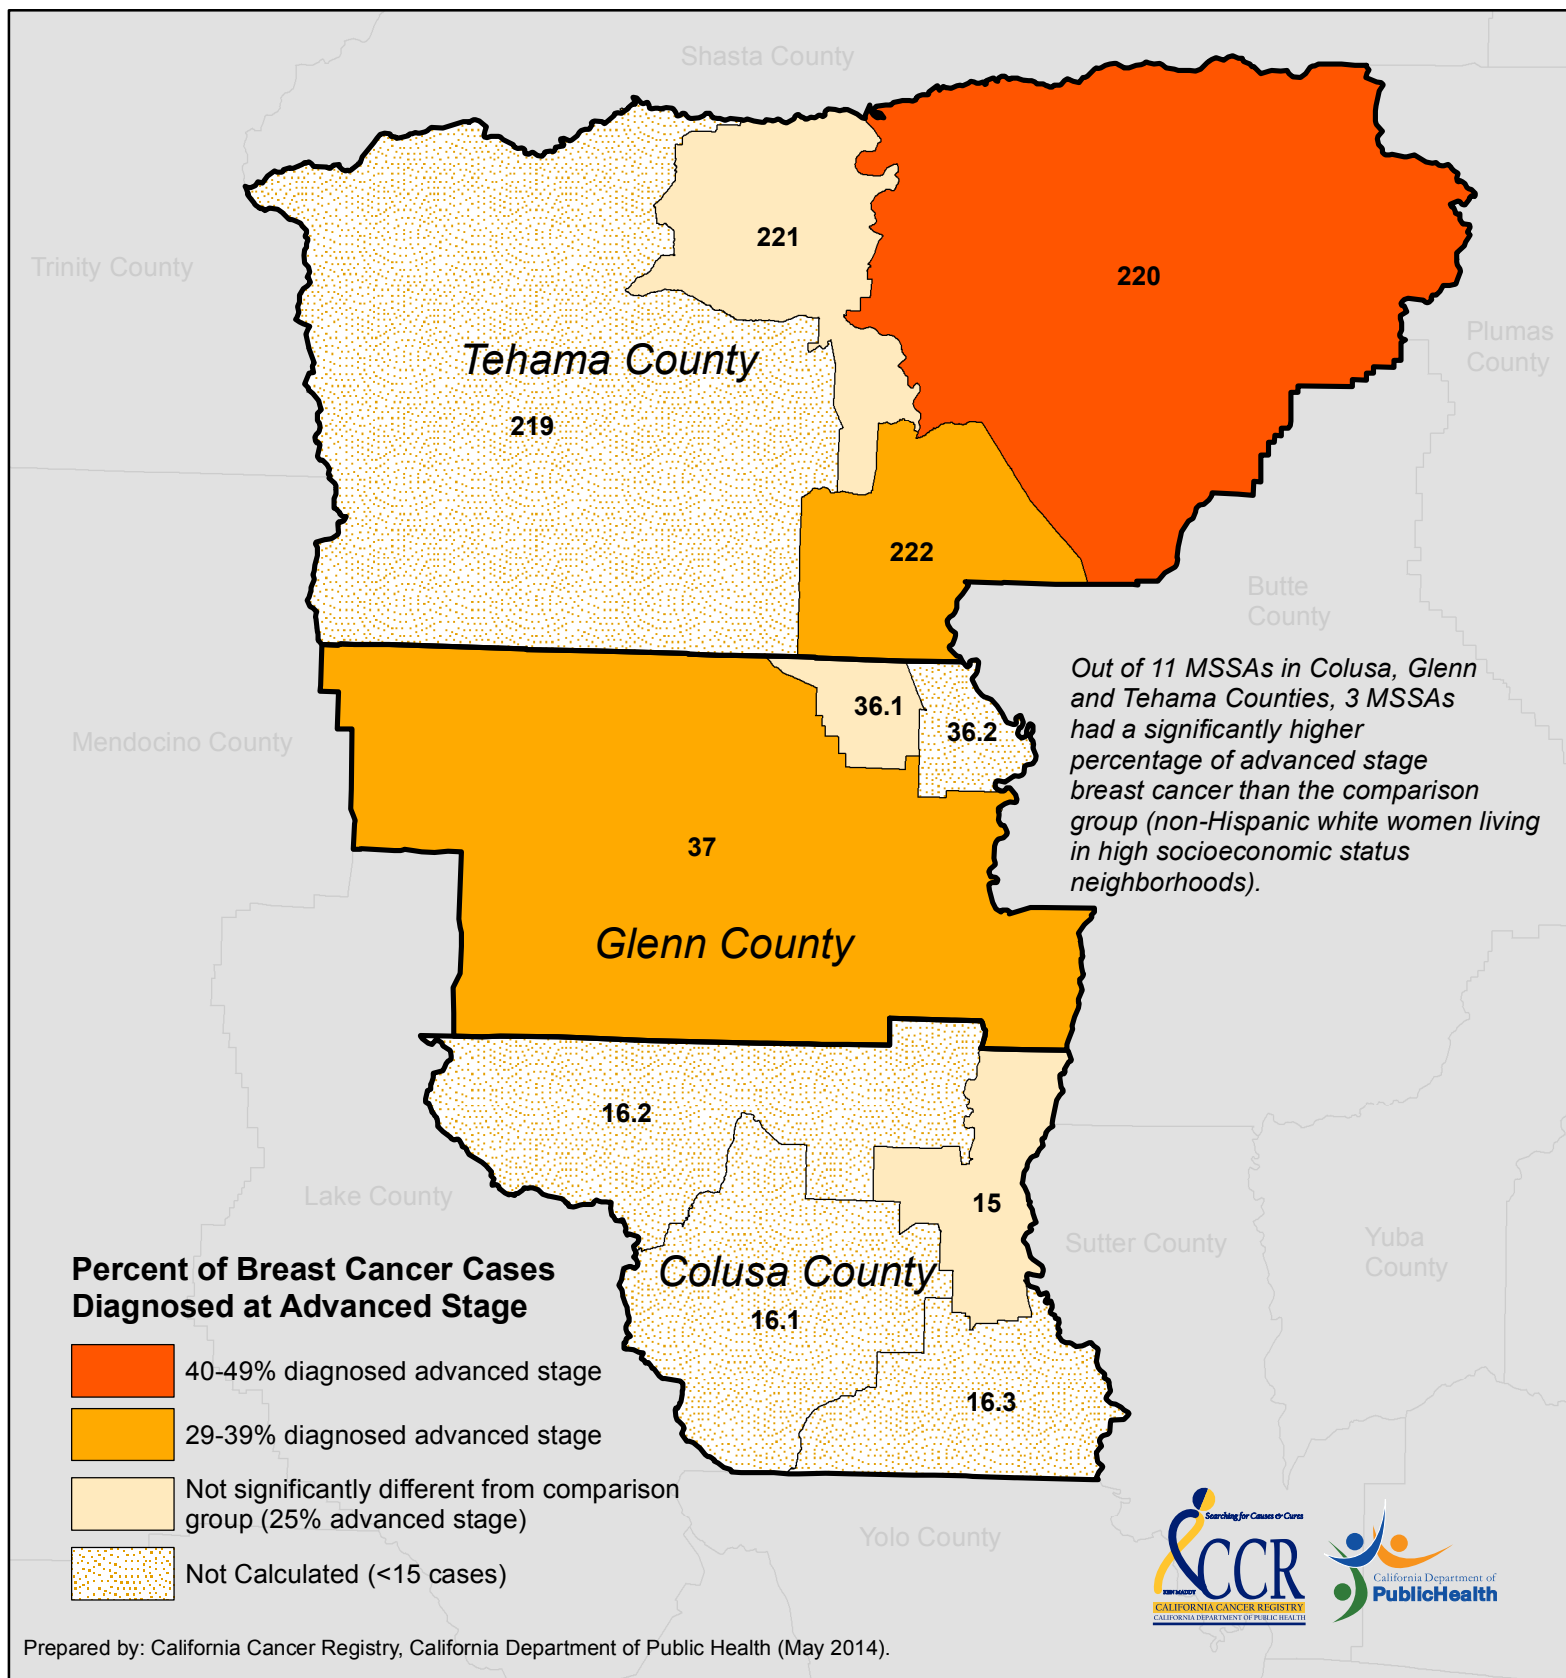 Shasta County
Trinity County
221
220
Plumas
County
Tehama County
219
222
Butte
County
Out of 11 MSSAs in Colusa, Glenn
and Tehama Counties, 3 MSSAs
had a significantly higher
percentage of advanced stage
breast cancer than the comparison
group (non-Hispanic white women living
in high socioeconomic status
neighborhoods).
36.1
36.2
Mendocino County
37
Glenn County
16.2
Lake County
15
Sutter County
Yuba
County
Colusa County
16.1
16.3
Percent of Breast Cancer Cases
Diagnosed at Advanced Stage
40-49% diagnosed advanced stage
29-39% diagnosed advanced stage
Not significantly different from comparison
group (25% advanced stage)
Not Calculated (<15 cases)
Yolo County
Searching for Causes & Cures
CCR
KEN MADDY
CALIFORNIA CANCER REGISTRY
CALIFORNIA DEPARTMENT OF PUBLIC HEALTH
California Department of
PublicHealth
Prepared by: California Cancer Registry, California Department of Public Health (May 2014).